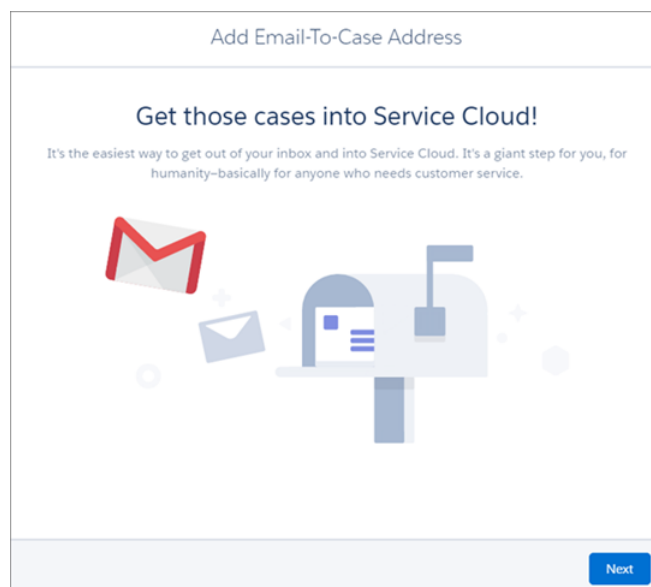 Add Email-To-Case Address
Get those cases into Service Cloud!
It's the easiest way to get out of your inbox and into Service Cloud. It's a giant step for you, for
humanity—basically for anyone who needs customer service.
Next